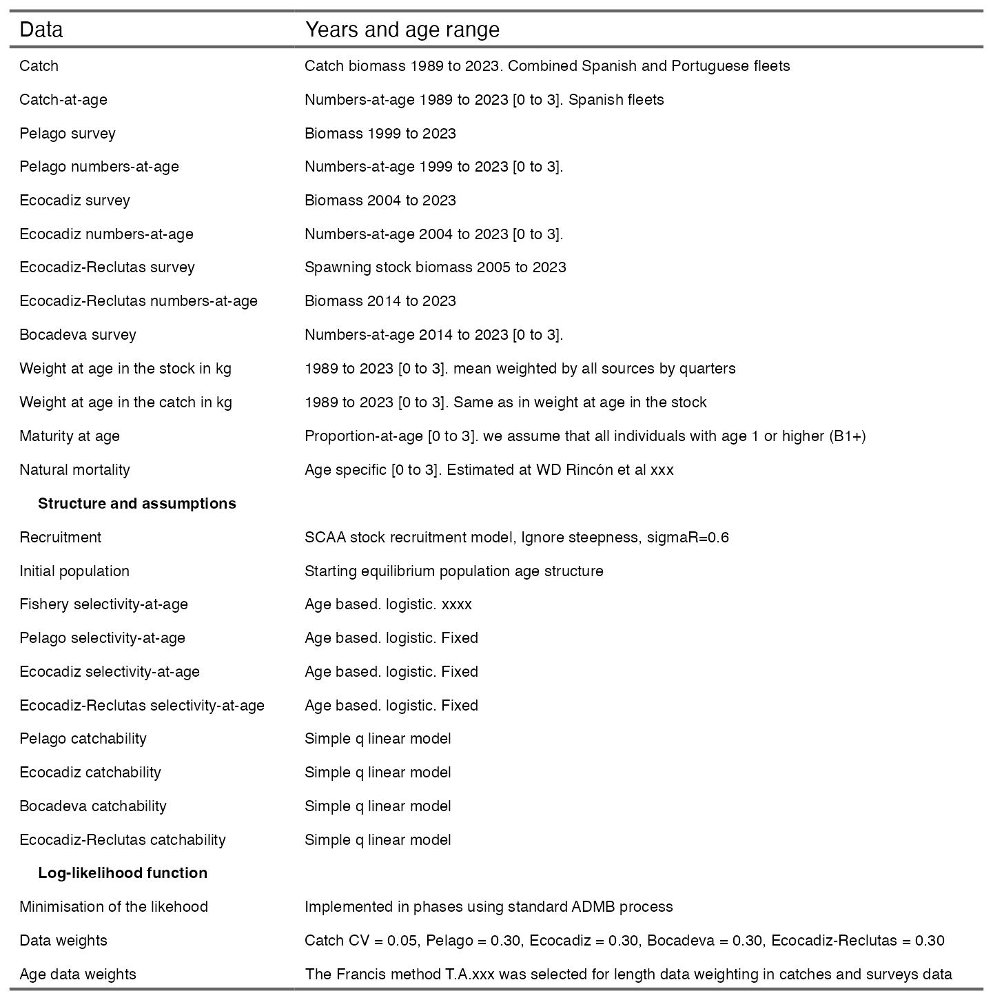 Data Years and age range
Catch Catch biomass 1989 to 2023. Combined Spanish and Portuguese fleets
Catch-at-age Numbers-at-age 1989 to 2023 [0 to 3]. Spanish fleets
Pelago survey Biomass 1999 to 2023
Pelago numbers-at-age Numbers-at-age 1999 to 2023 [0 to 3].
Ecocadiz survey Biomass 2004 to 2023
Ecocadiz numbers-at-age Numbers-at-age 2004 to 2023 [0 to 3].
Ecocadiz-Reclutas survey Spawning stock biomass 2005 to 2023
Ecocadiz-Reclutas numbers-at-age Biomass 2014 to 2023
Bocadeva survey Numbers-at-age 2014 to 2023 [0 to 3].
Weight at age in the stock in kg 1989 to 2023 [0 to 3]. mean weighted by all sources by quarters
Weight at age in the catch in kg 1989 to 2023 [0 to 3]. Same as in weight at age in the stock
Maturity at age Proportion-at-age [0 to 3]. we assume that all individuals with age 1 or higher (B1+)
Natural mortality Age specific [0 to 3]. Estimated at WD Rincón et al xxx
Structure and assumptions
Recruitment SCAA stock recruitment model, Ignore steepness, sigmaR=0.6
Initial population Starting equilibrium population age structure
Fishery selectivity-at-age Age based. logistic. xxxx
Pelago selectivity-at-age Age based. logistic. Fixed
Ecocadiz selectivity-at-age Age based. logistic. Fixed
Ecocadiz-Reclutas selectivity-at-age Age based. logistic. Fixed
Pelago catchability Simple q linear model
Ecocadiz catchability Simple q linear model
Bocadeva catchability Simple q linear model
Ecocadiz-Reclutas catchability Simple q linear model
Log-likelihood function
Minimisation of the likehood Implemented in phases using standard ADMB process
Data weights Catch CV = 0.05, Pelago = 0.30, Ecocadiz = 0.30, Bocadeva = 0.30, Ecocadiz-Reclutas = 0.30
Age data weights The Francis method T.A.xxx was selected for length data weighting in catches and surveys data